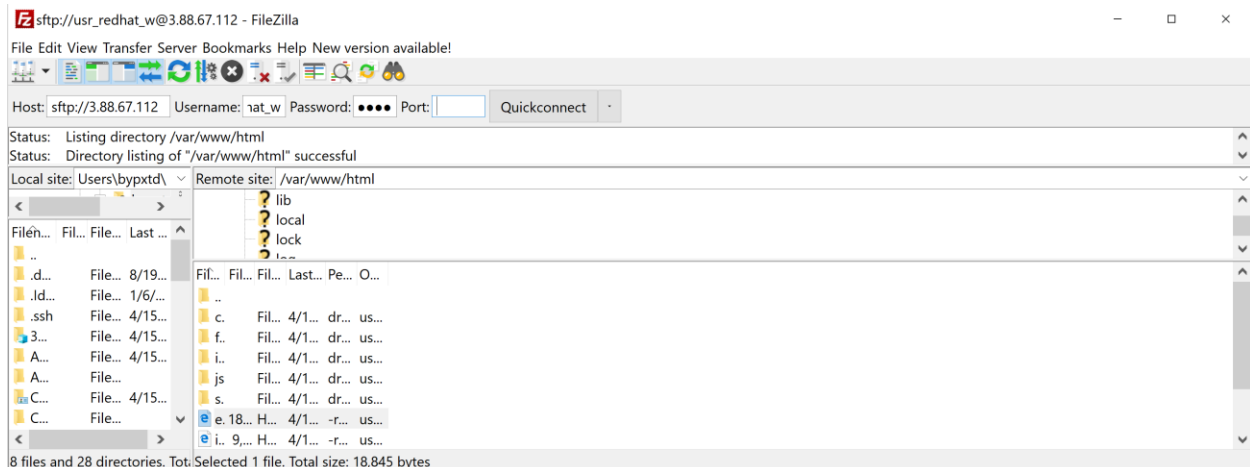 sftp://usr_redhat_w@3.88.67.112 - FileZilla
File Edit View Transfer Server Bookmarks Help New version available!
Host: sftp://3.88.67.112 Username: hat_w Password: ●●●● Port: Quickconnect
Status: Listing directory /var/www/html
Status: Directory listing of "/var/www/html" successful
Local site: Users\bypxtd\ Remote site: /var/www/html
? lib
? local
? lock
? log
Filen... Fil... File... Last ...
..
.d... File... 8/19...
.ld... File... 1/6/...
.ssh File... 4/15...
3... File... 4/15...
A... File... 4/15...
A... File...
C... File... 4/15...
C... File...
8 files and 28 directories. Tot
Fil... Fil... Fil... Last... Pe... O...
..
c. Fil... 4/1... dr... us...
f.. Fil... 4/1... dr... us...
i.. Fil... 4/1... dr... us...
js Fil... 4/1... dr... us...
s. Fil... 4/1... dr... us...
e. 18... H... 4/1... -r... us...
i.. 9,... H... 4/1... -r... us...
Selected 1 file. Total size: 18.845 bytes